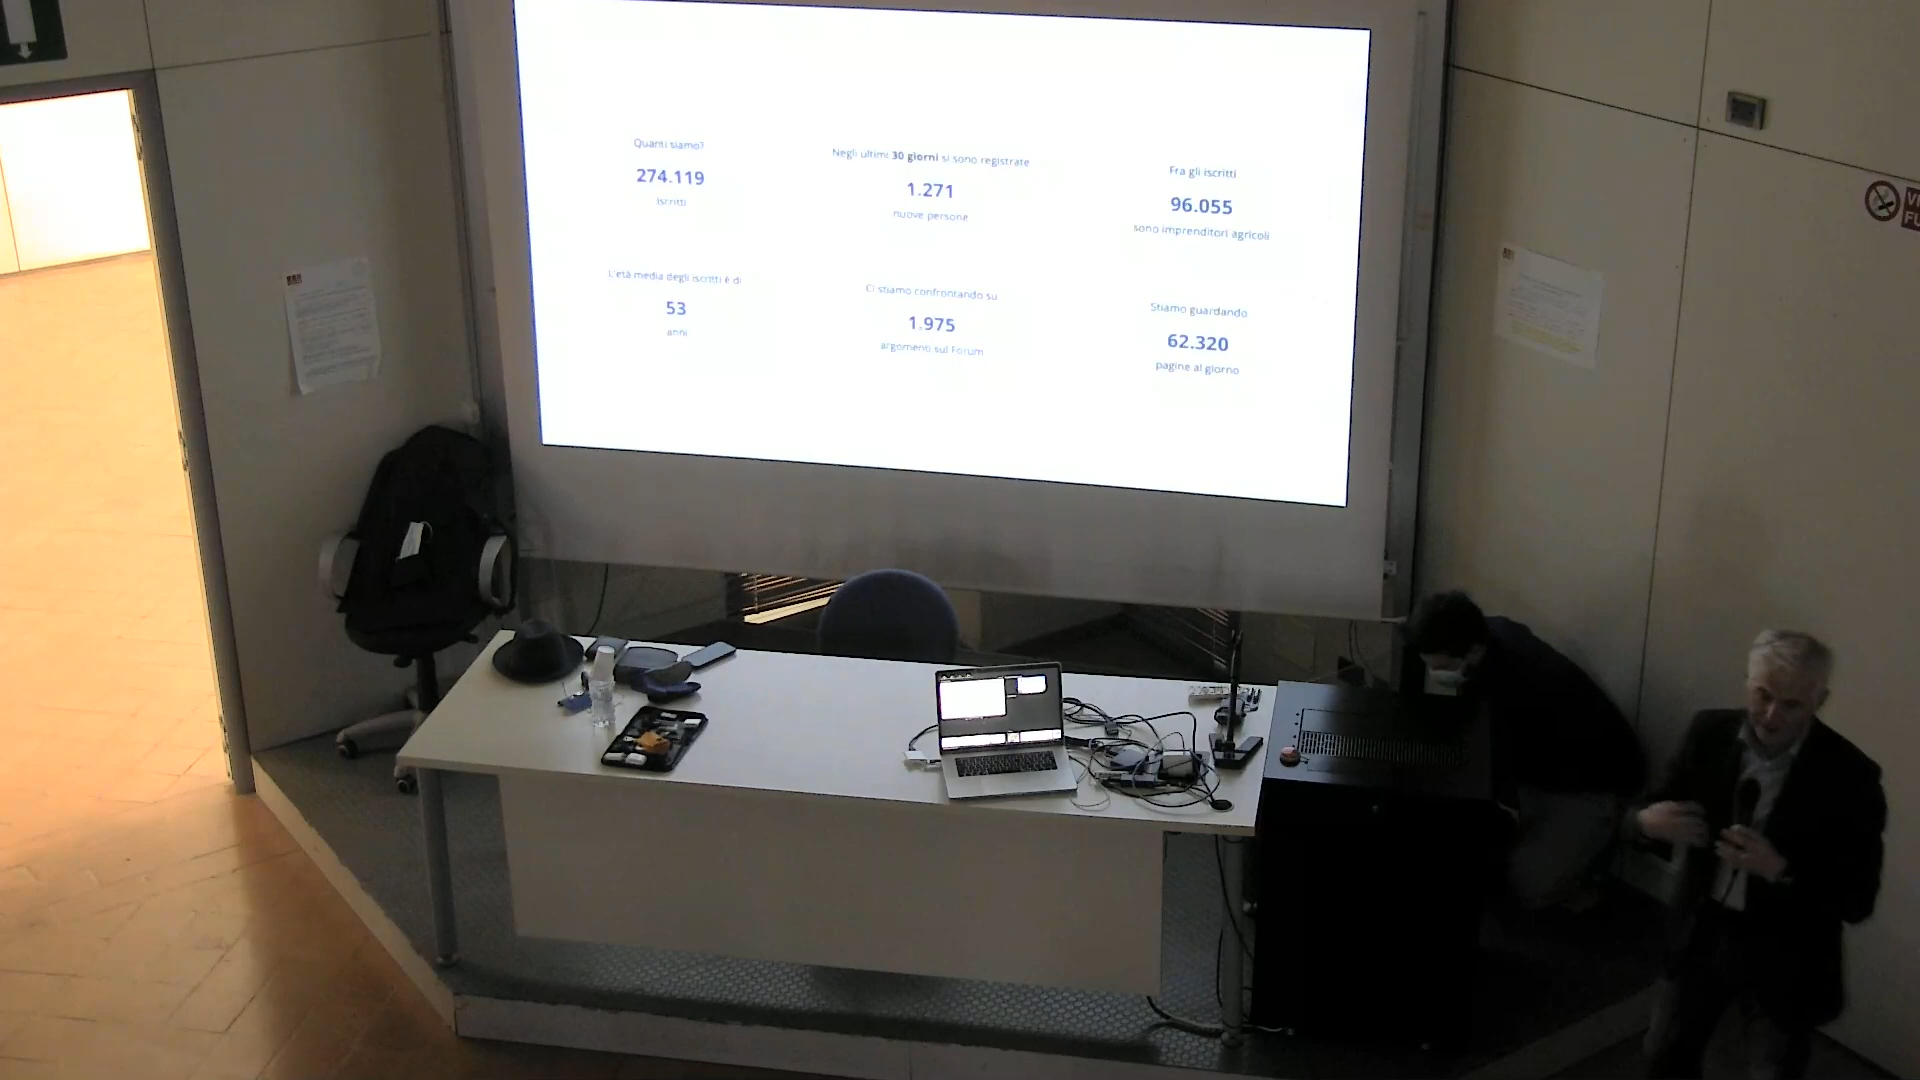 Quanti siamo?
274.119
iscritti
Negli ultimi 30 giorni si sono registrate
1.271
nuove persone
Fra gli iscritti
96.055
sono imprenditori agricoli
L'età media degli iscritti è di
53
anni
Ci stiamo confrontando su
1.975
argomenti sul Forum
Stiamo guardando
62.320
pagine al giorno